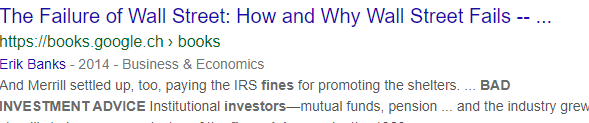 The Failure of Wall Street: How and Why Wall Street Fails -- ...
https://books.google.ch › books
Erik Banks - 2014 - Business & Economics
And Merrill settled up, too, paying the IRS fines for promoting the shelters. ... BAD
INVESTMENT ADVICE Institutional investors—mutual funds, pension ... and the industry grew